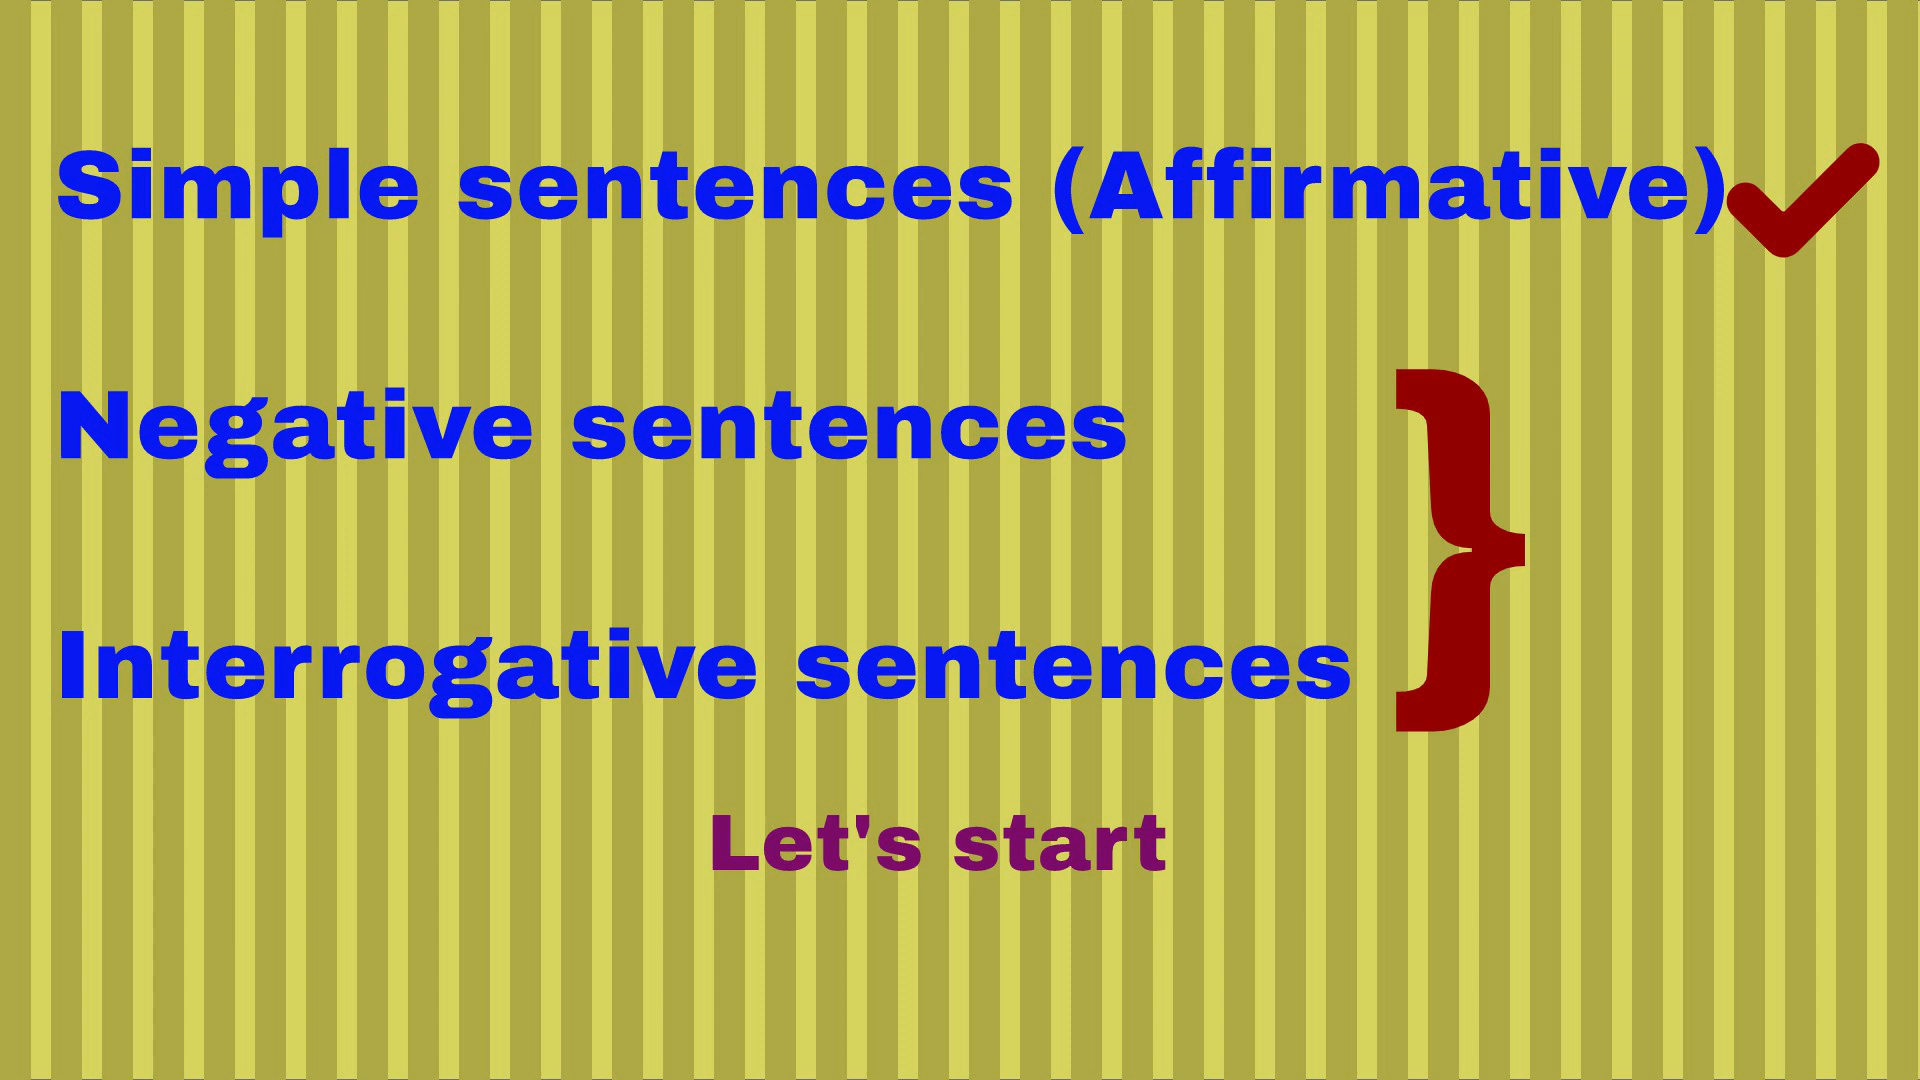 Simple sentences (Affirmative)
Negative sentences
Interrogative sentences
Let's start